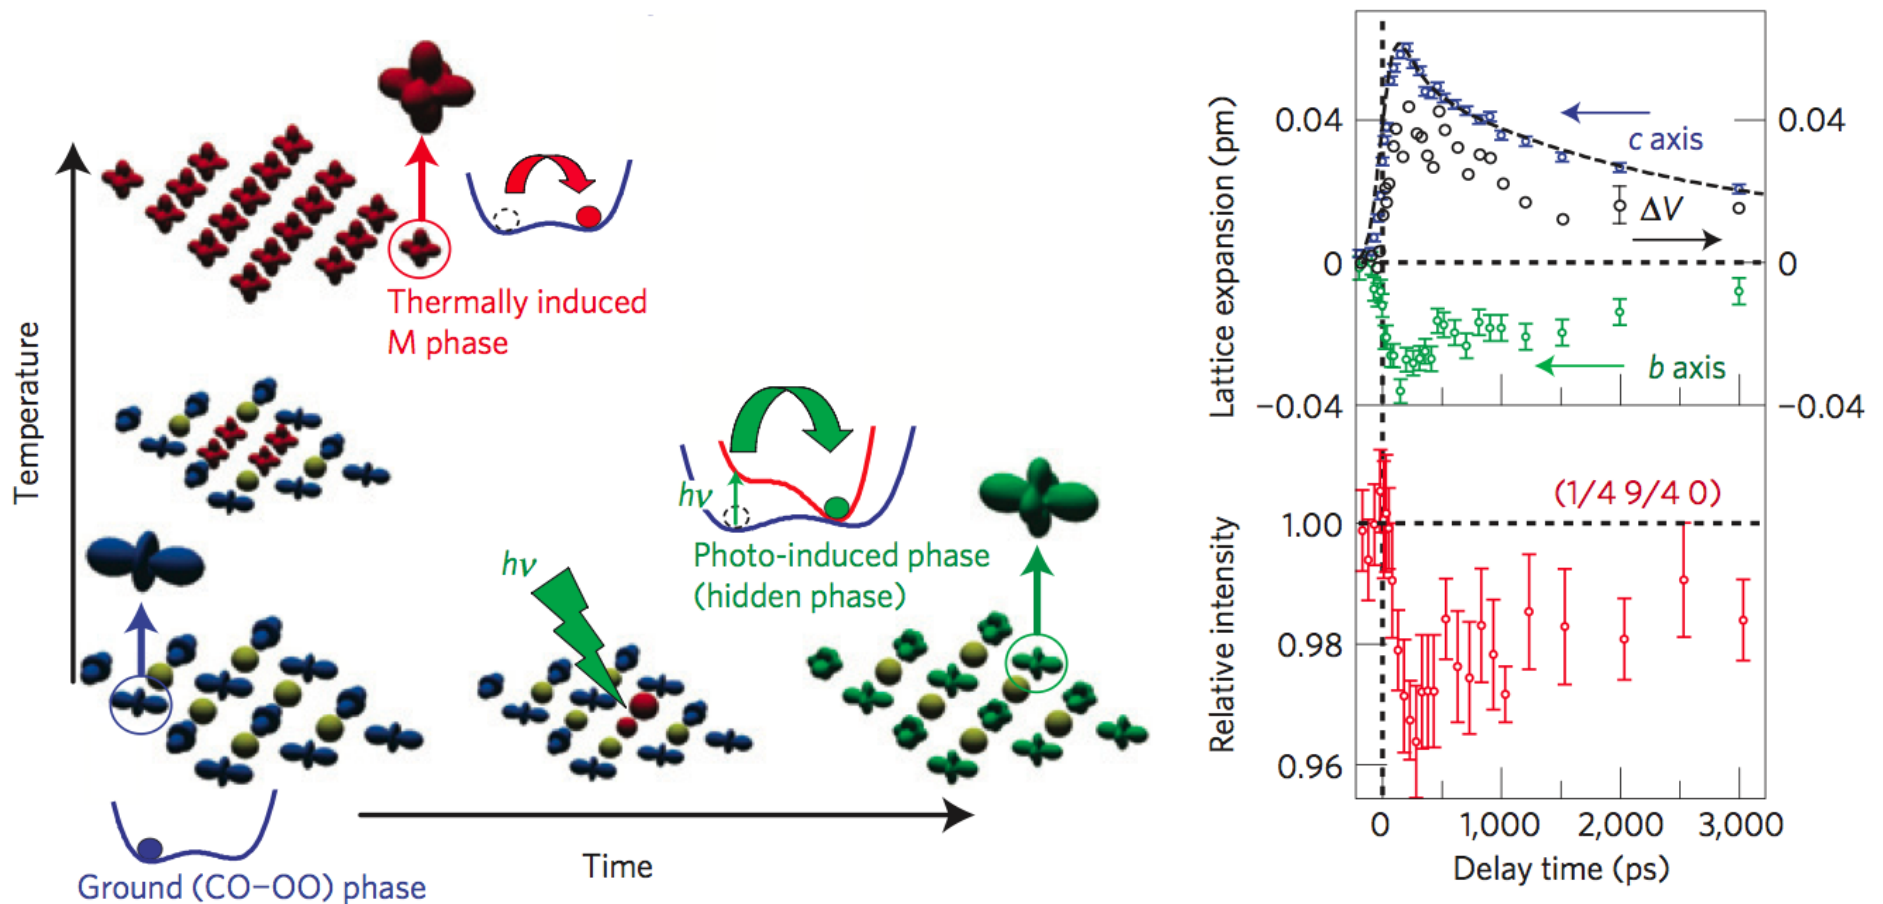 Temperature
Thermally induced
M phase
hν
Photo-induced phase
(hidden phase)
hν
Ground (CO−OO) phase
Time
Lattice expansion (pm)
0.04
0
−0.04
0.04
0
−0.04
c axis
ΔV
b axis
Relative intensity
1.00
0.98
0.96
(1/4 9/4 0)
0
1,000
2,000
3,000
Delay time (ps)